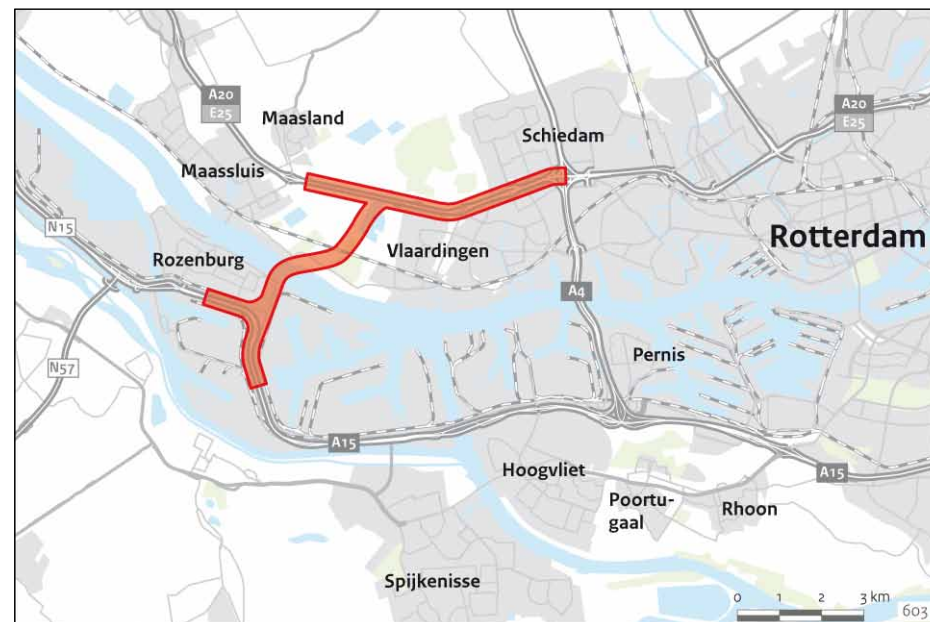 A20
E25
Maasland
Schiedam
A20
E25
Maassluis
N15
Rozenburg
Vlaardingen
Rotterdam
A4
N57
Pernis
A15
Hoogvliet
A15
Poortu-
gaal
Rhoon
Spijkenisse
0 1 2 3 km
603